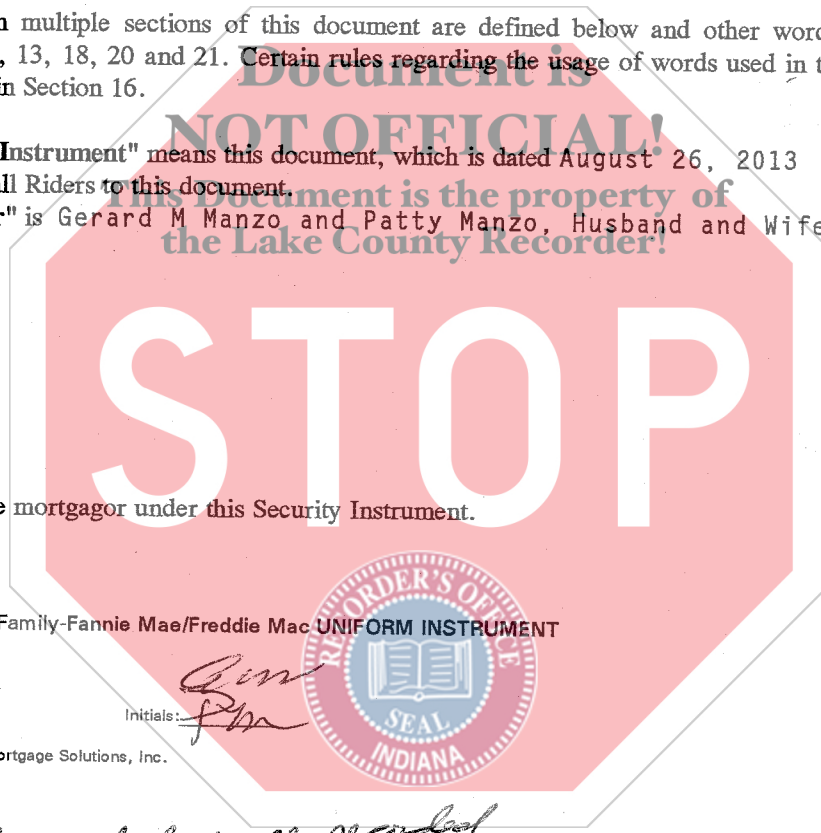 n multiple sections of this document are defined below and other word
, 13, 18, 20 and 21. Certain rules regarding the usage of words used in t
in Section 16.
Document is
NOT OFFICIAL!
Instrument" means this document, which is dated August 26, 2013
ll Riders to this document.
This Document is the property of
" is Gerard M Manzo and Patty Manzo, Husband and Wife
the Lake County Recorder!
STOP
e mortgagor under this Security Instrument.
Family-Fannie Mae/Freddie Mac UNIFORM INSTRUMENT
RECORDER'S OFFICE
SEAL
INDIANA
Initials:
ortgage Solutions, Inc.